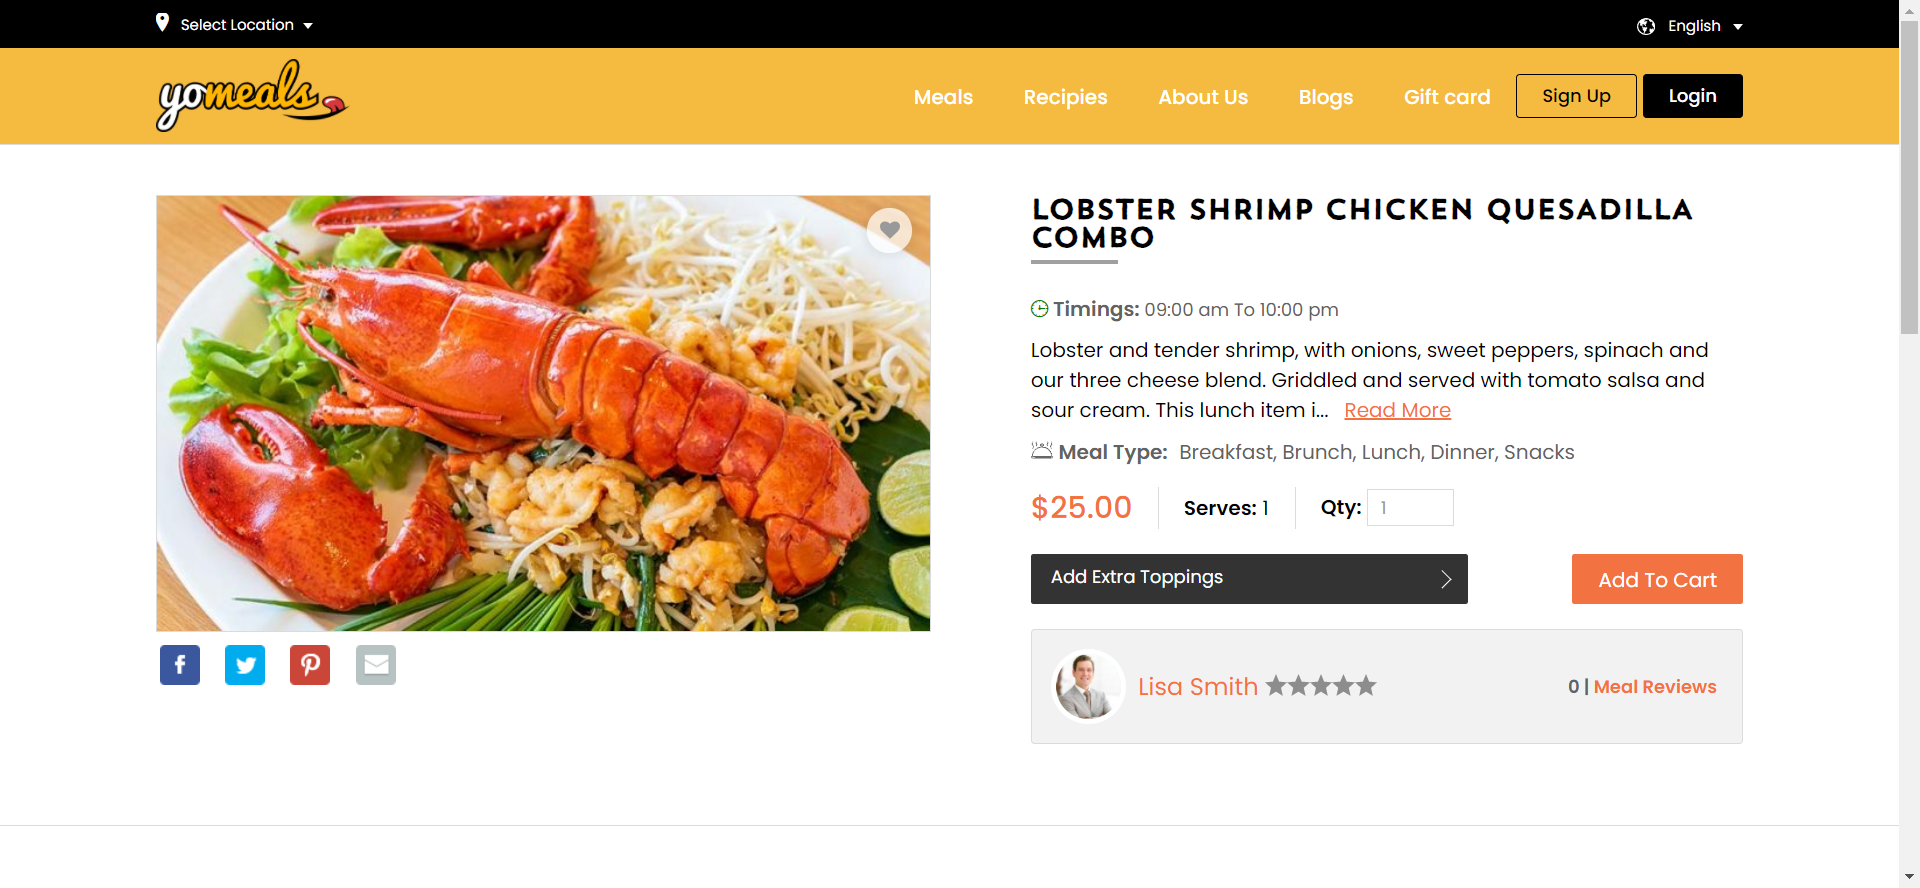 Select Location
English
yomeals
Meals
Recipies
About Us
Blogs
Gift card
Sign Up
Login
LOBSTER SHRIMP CHICKEN QUESADILLA
COMBO
Timings: 09:00 am To 10:00 pm
Lobster and tender shrimp, with onions, sweet peppers, spinach and
our three cheese blend. Griddled and served with tomato salsa and
sour cream. This lunch item i... Read More
Meal Type: Breakfast, Brunch, Lunch, Dinner, Snacks
$25.00
Serves: 1
Qty: 1
Add Extra Toppings
Add To Cart
Lisa Smith
0 | Meal Reviews